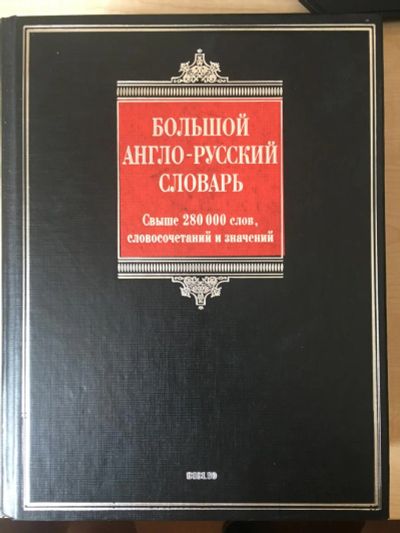 БОЛЬШОЙ
АНГЛО-РУССКИЙ
СЛОВАРЬ
Свыше 280 000 слов,
словосочетаний и значений